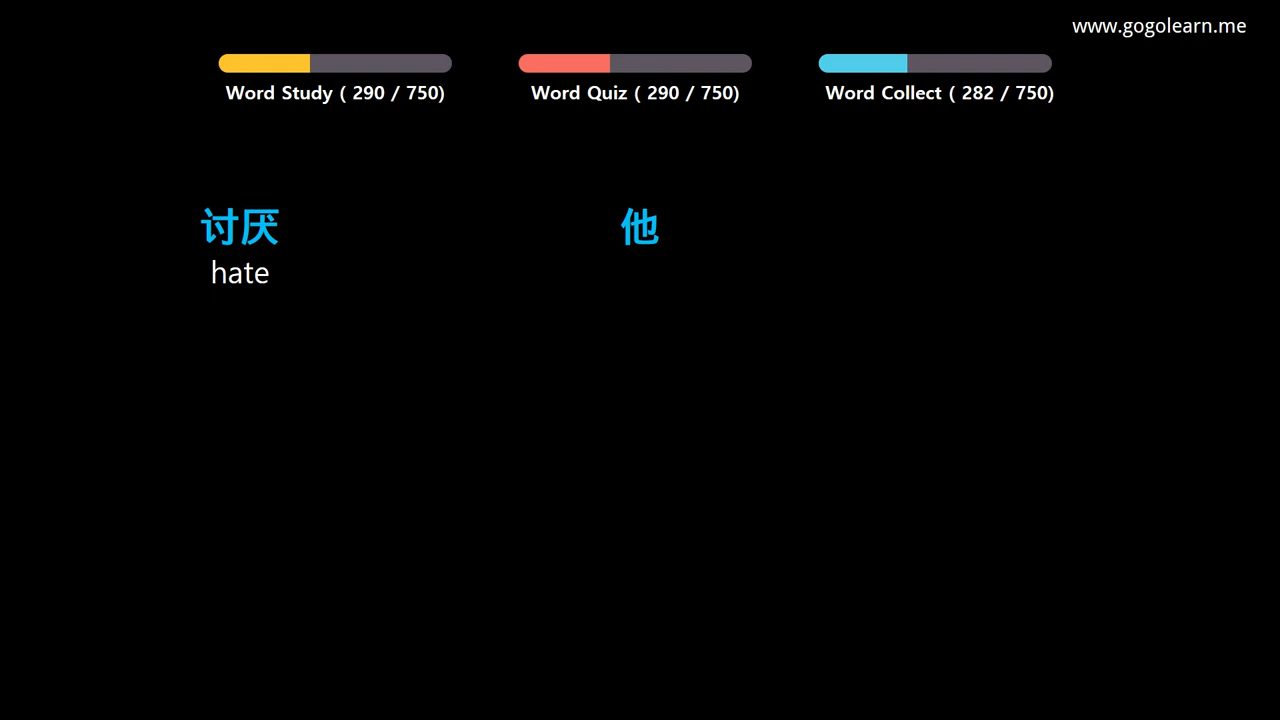 www.gogolearn.me
Word Study ( 290 / 750)
Word Quiz ( 290 / 750)
Word Collect ( 282 / 750)
讨厌
他
hate